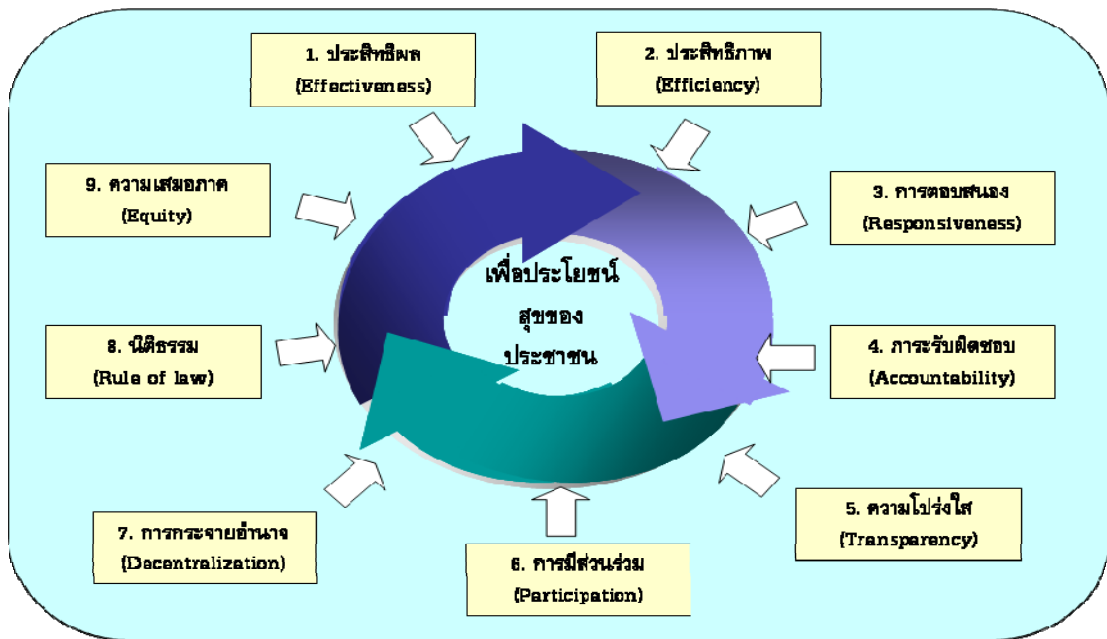 1. ประสิทธิผล
(Effectiveness)
2. ประสิทธิภาพ
(Efficiency)
3. การตอบสนอง
(Responsiveness)
4. ภาระรับผิดชอบ
(Accountability)
5. ความโปร่งใส
(Transparency)
6. การมีส่วนร่วม
(Participation)
7. การกระจายอำนาจ
(Decentralization)
8. นิติธรรม
(Rule of law)
9. ความเสมอภาค
(Equity)
เพื่อประโยชน์
สุขของ
ประชาชน